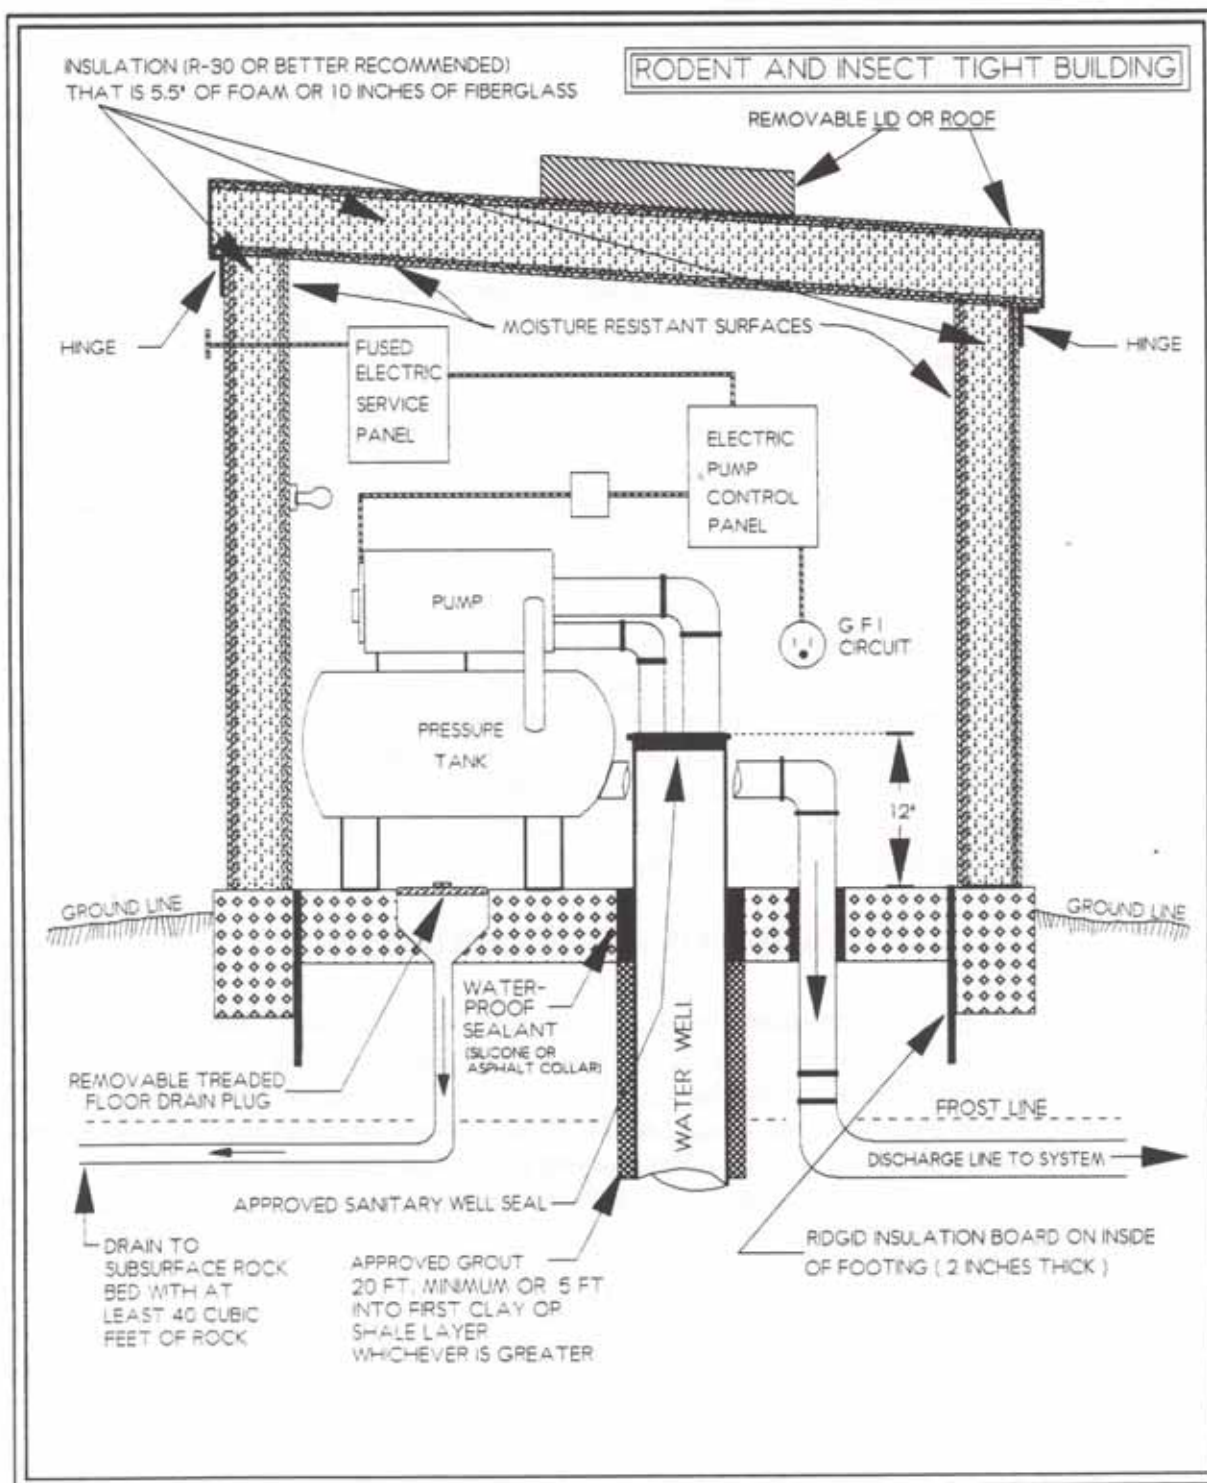 INSULATION (R-30 OR BETTER RECOMMENDED)
THAT IS 5.5" OF FOAM OR 10 INCHES OF FIBERGLASS
RODENT AND INSECT TIGHT BUILDING
REMOVABLE LID OR ROOF
MOISTURE RESISTANT SURFACES
HINGE
HINGE
FUSED
ELECTRIC
SERVICE
PANEL
ELECTRIC
PUMP
CONTROL
PANEL
PUMP
G F I
CIRCUIT
PRESSURE
TANK
12"
GROUND LINE
GROUND LINE
WATER-
PROOF
SEALANT
(SILICONE OR
ASPHALT COLLAR)
WATER WELL
REMOVABLE TREADED
FLOOR DRAIN PLUG
FROST LINE
DISCHARGE LINE TO SYSTEM
APPROVED SANITARY WELL SEAL
DRAIN TO
SUBSURFACE ROCK
BED WITH AT
LEAST 40 CUBIC
FEET OF ROCK
APPROVED GROUT
20 FT. MINIMUM OR 5 FT
INTO FIRST CLAY OR
SHALE LAYER
WHICHEVER IS GREATER
RIDGID INSULATION BOARD ON INSIDE
OF FOOTING ( 2 INCHES THICK )